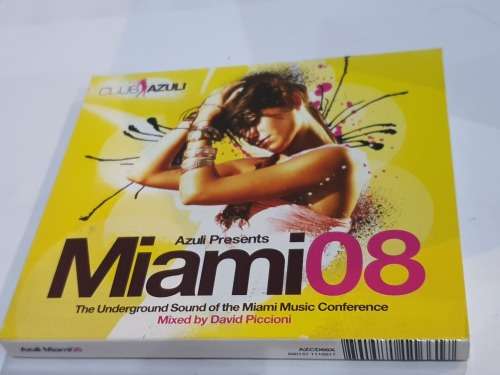 CLUB AZULI
Azuli Presents
Miami08
The Underground Sound of the Miami Music Conference
Mixed by David Piccioni
Azuli Miami08